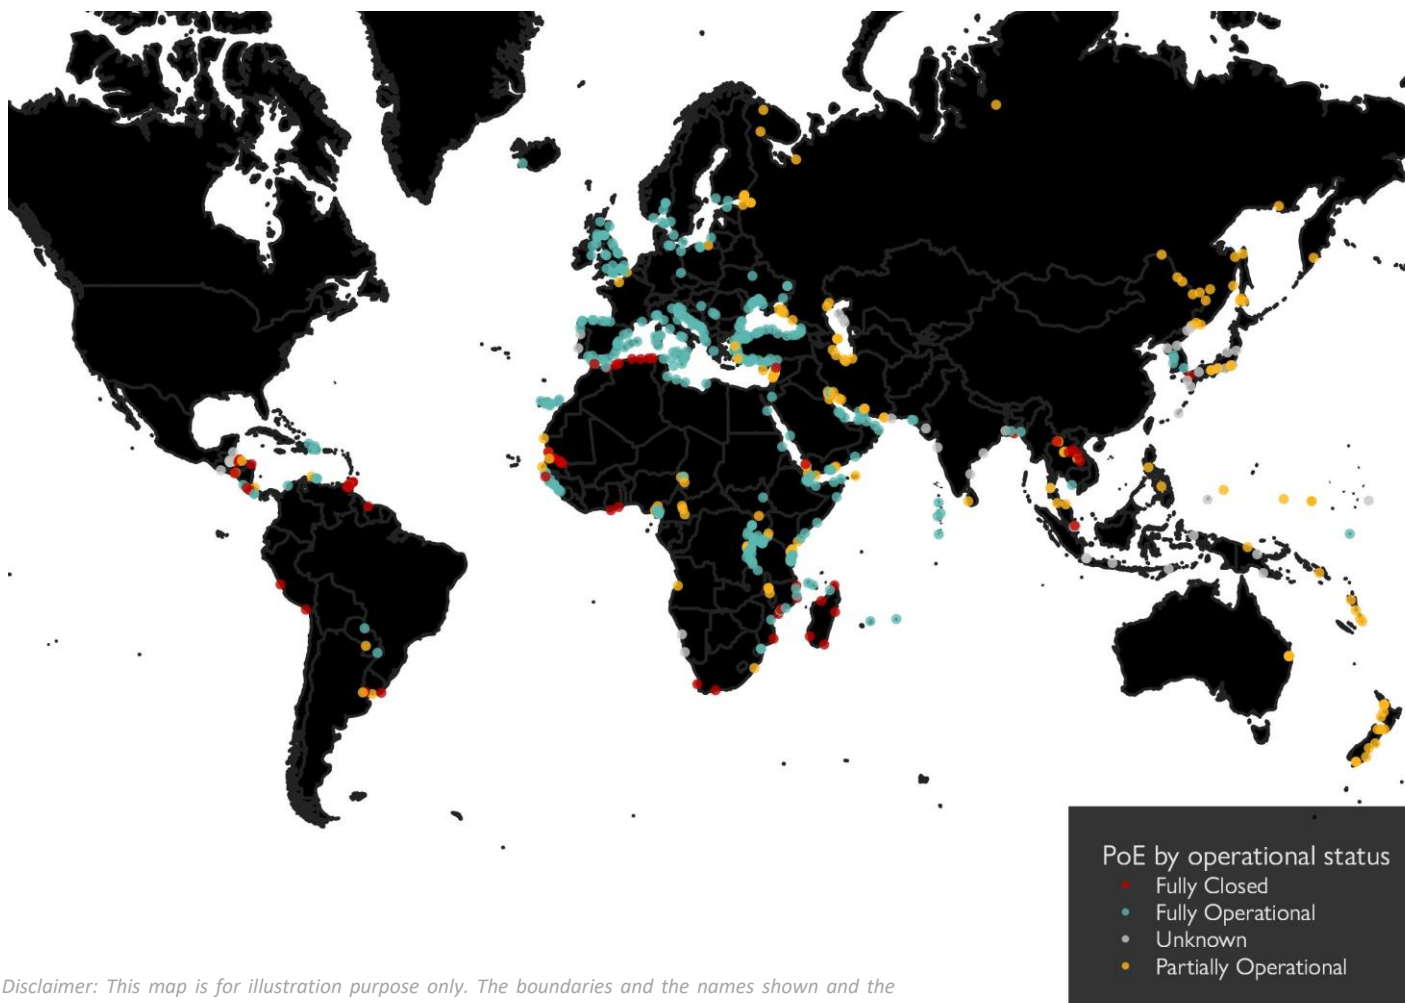 PoE by operational status
Fully Closed
Fully Operational
Unknown
Partially Operational
Disclaimer: This map is for illustration purpose only. The boundaries and the names shown and the